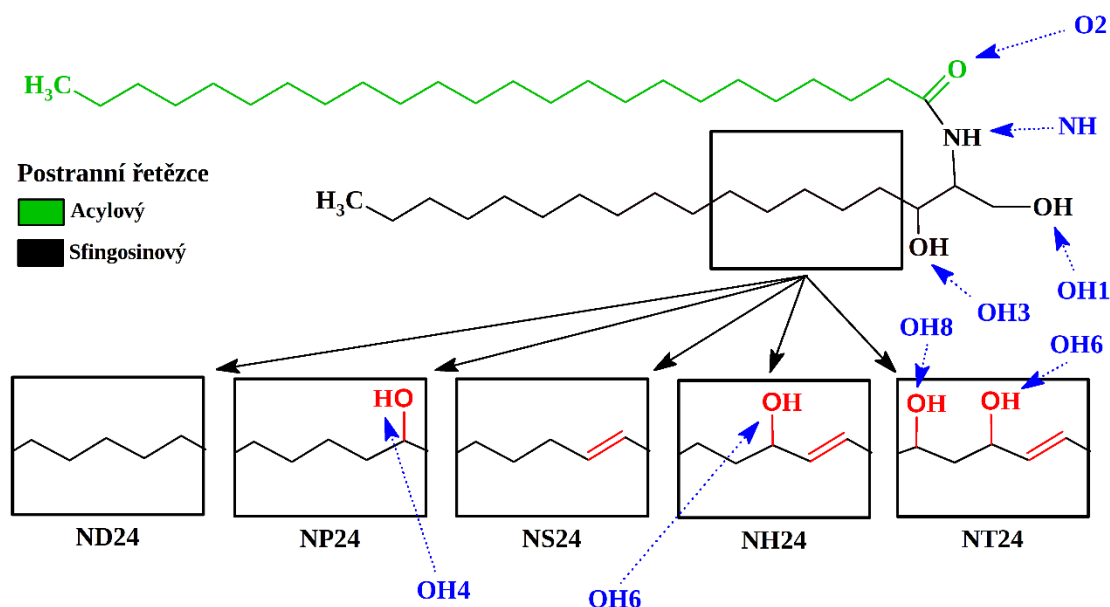 O2
O
H3C
NH
NH
Postranní řetězce
Acylový
H3C
OH
Sfingosinový
OH
OH1
OH3
OH8
OH6
HO
OH
OH
OH
ND24
NP24
NS24
NH24
NT24
OH4
OH6